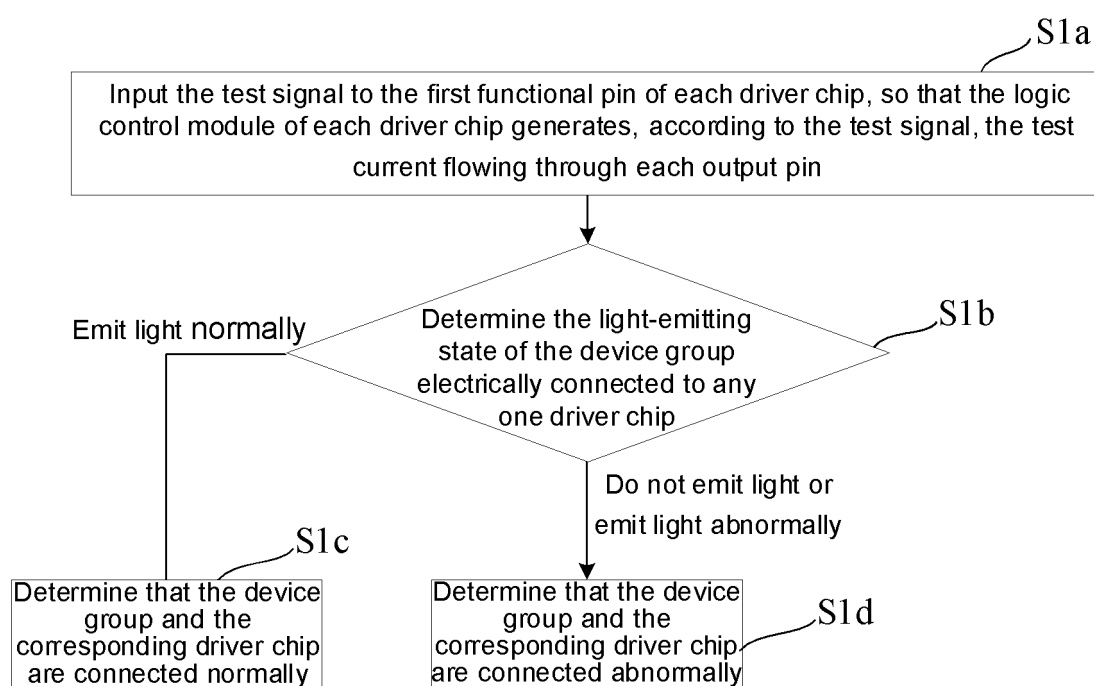 S1a
Input the test signal to the first functional pin of each driver chip, so that the logic
control module of each driver chip generates, according to the test signal, the test
current flowing through each output pin
Emit light normally
Determine the light-emitting
state of the device group
electrically connected to any
one driver chip
S1b
Do not emit light or
emit light abnormally
S1c
Determine that the device
group and the
corresponding driver chip
are connected normally
Determine that the device
group and the
corresponding driver chip
are connected abnormally
S1d